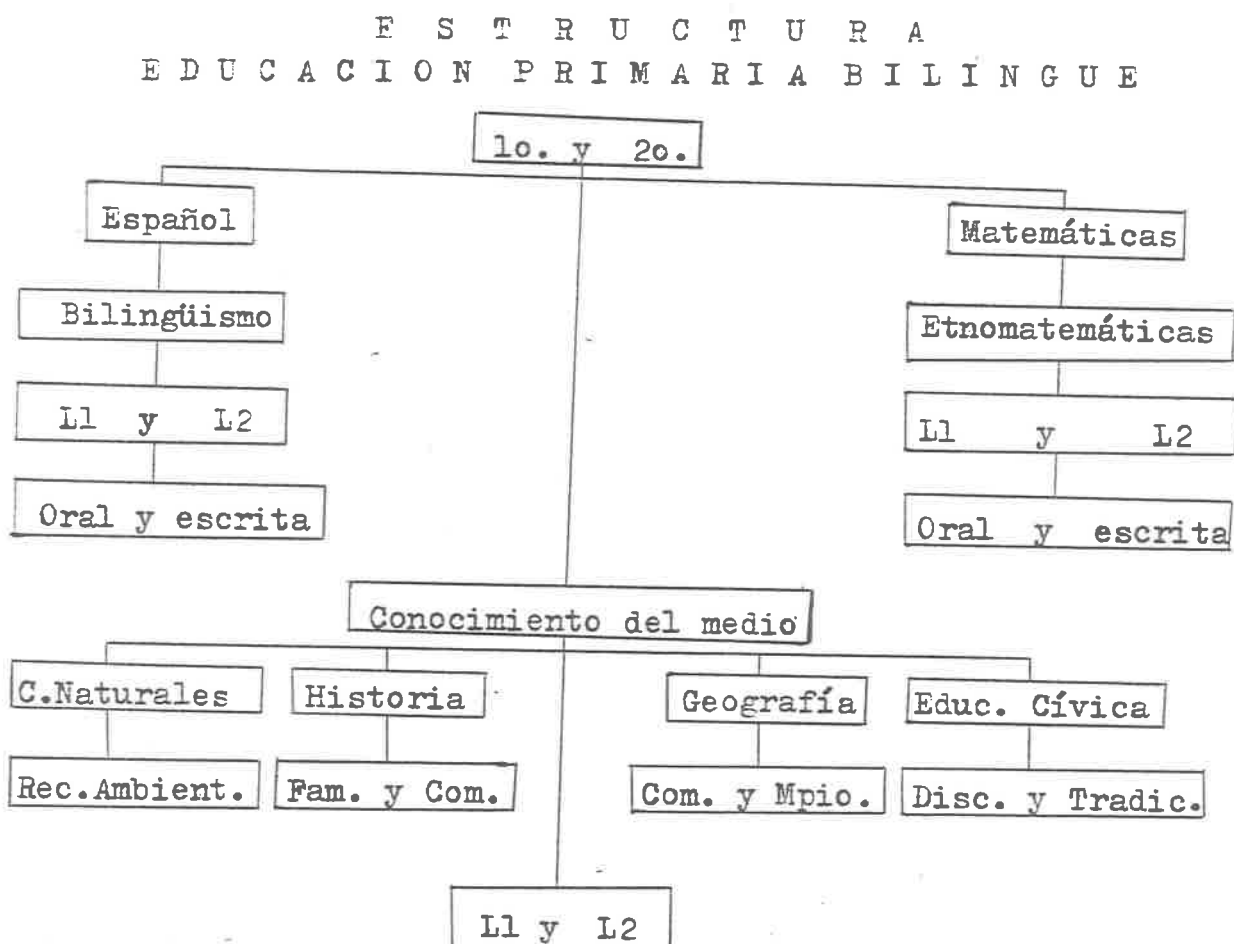 E S T R U C T U R A
E D U C A C I O N P R I M A R I A B I L I N G U E
1o. y 2o.
Español
Matemáticas
Bilingüismo
Etnomatemáticas
L1 y L2
L1 y L2
Oral y escrita
Oral y escrita
Conocimiento del medio
C.Naturales
Historia
Geografía
Educ. Cívica
Rec.Ambient.
Fam. y Com.
Com. y Mpio.
Disc. y Tradic.
L1 y L2